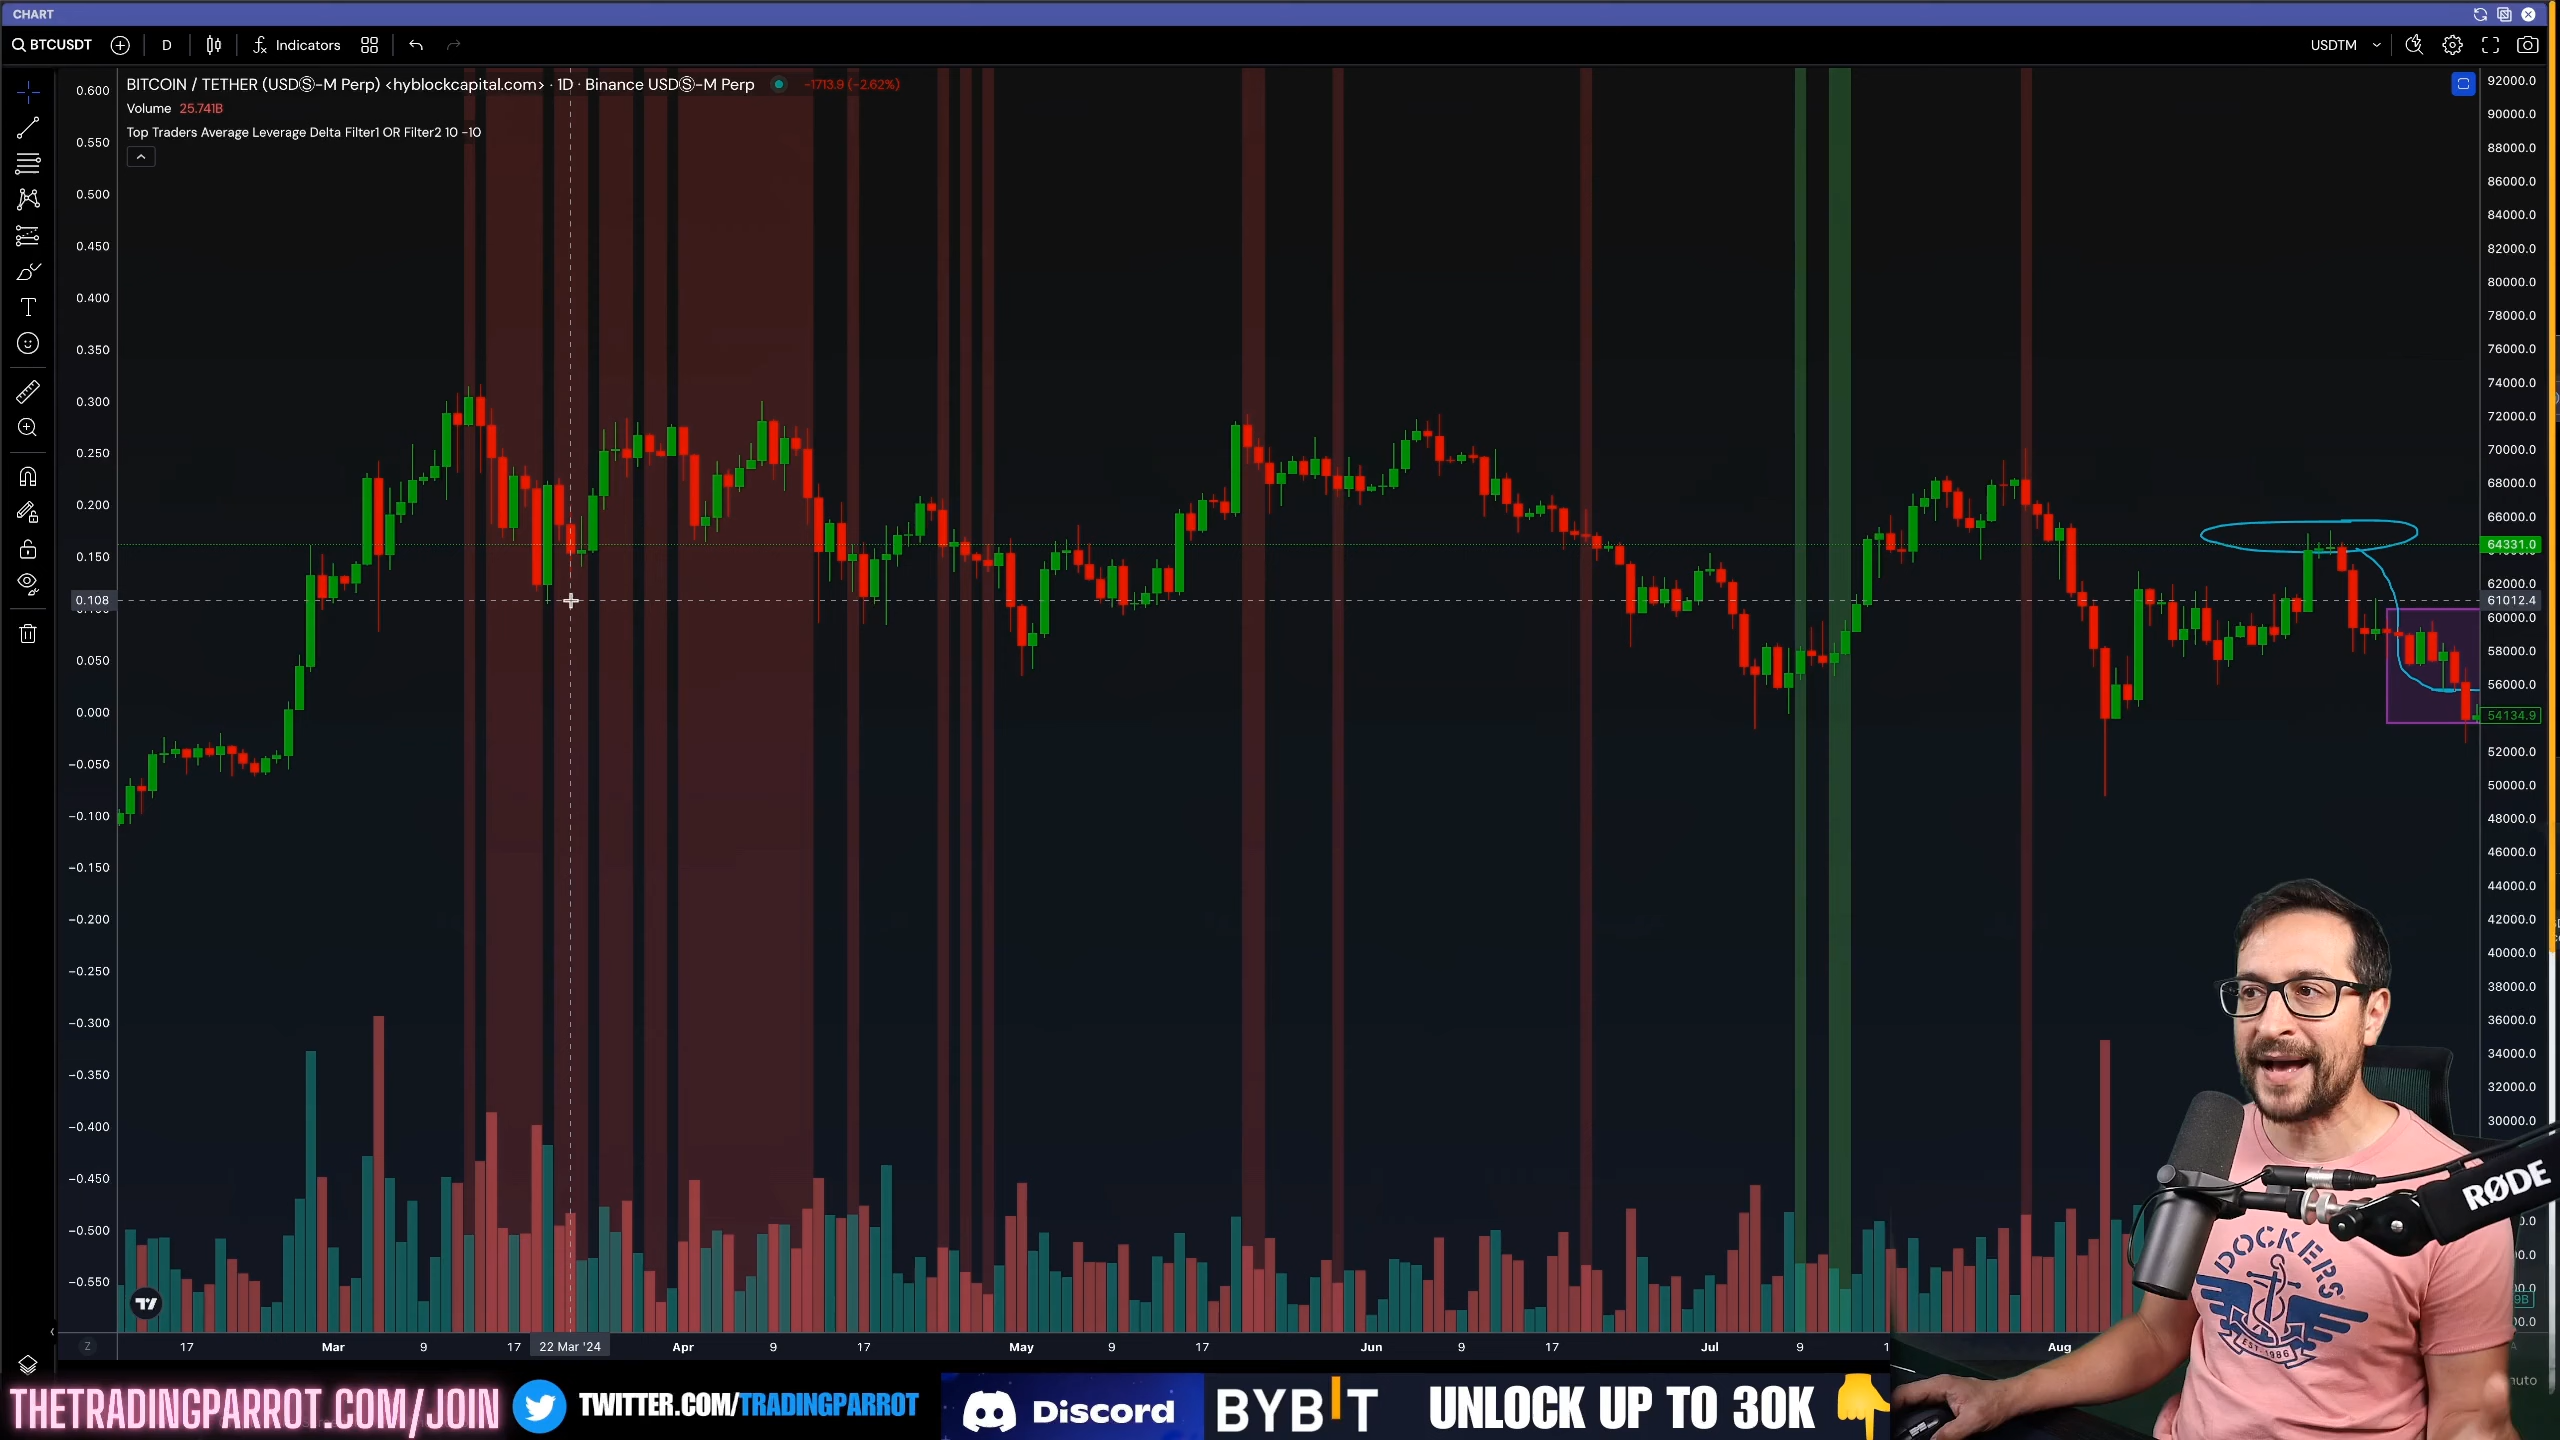 CHART
BTCUSDT
D
Indicators
USDTM
BITCOIN / TETHER (USDⓈ-M Perp) <hyblockcapital.com> · 1D · Binance USDⓈ-M Perp
-1713.9 (-2.62%)
Volume 25.741B
Top Traders Average Leverage Delta Filter1 OR Filter2 10 -10
0.600
0.550
0.500
0.450
0.400
0.350
0.300
0.250
0.200
0.150
0.108
0.050
0.000
−0.050
−0.100
−0.150
−0.200
−0.250
−0.300
−0.350
−0.400
−0.450
−0.500
−0.550
92000.0
90000.0
88000.0
86000.0
84000.0
82000.0
80000.0
78000.0
76000.0
74000.0
72000.0
70000.0
68000.0
66000.0
64331.0
62000.0
61012.4
60000.0
58000.0
56000.0
54134.9
52000.0
50000.0
48000.0
46000.0
44000.0
42000.0
40000.0
38000.0
36000.0
34000.0
32000.0
30000.0
Z
17
Mar
9
17
22 Mar '24
Apr
9
17
May
9
17
Jun
9
17
Jul
9
Aug
RØDE
DOCKERS
EST. 1986
THETRADINGPARROT.COM/JOIN
TWITTER.COM/TRADINGPARROT
Discord
BYBIT
UNLOCK UP TO 30K